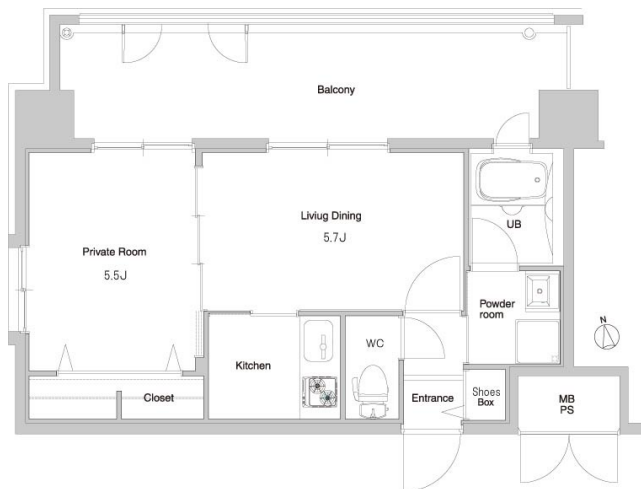 Balcony
Liviug Dining
5.7J
UB
Private Room
5.5J
Powder
room
N
WC
Kitchen
Closet
Entrance
Shoes
Box
MB
PS